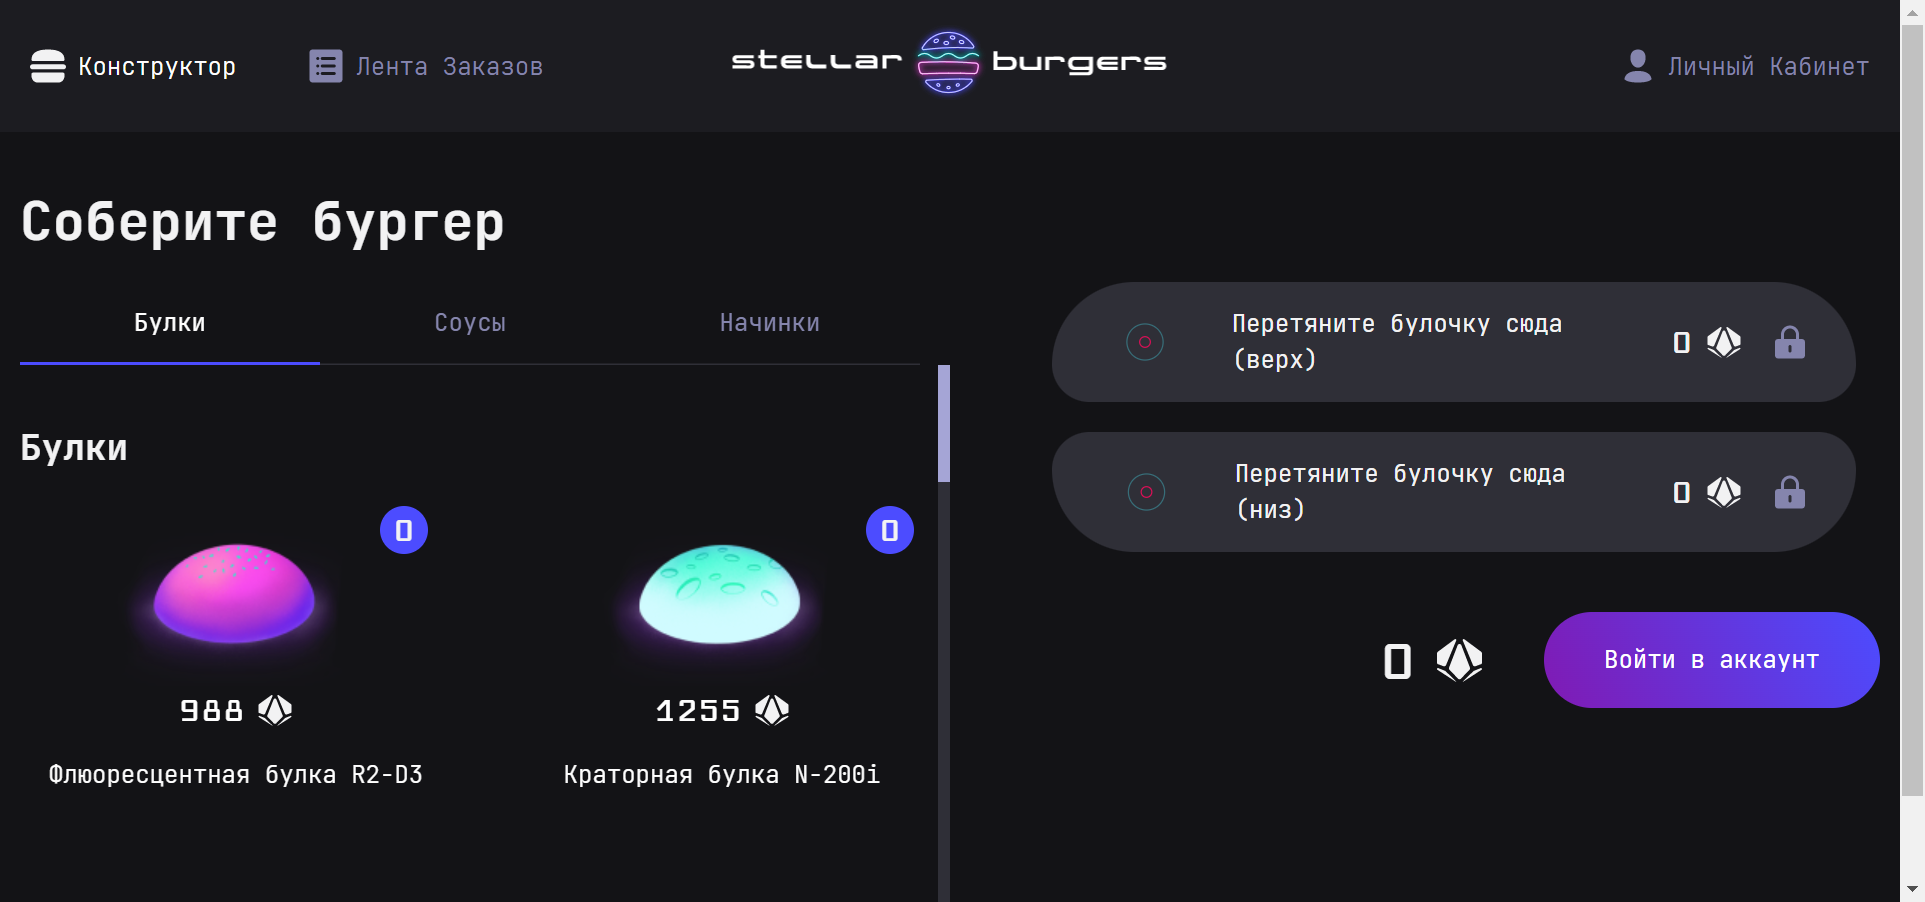 Конструктор
Лента Заказов
stellar burgers
Личный Кабинет
Соберите бургер
Булки
Соусы
Начинки
Булки
0
0
988
1255
Флюоресцентная булка R2-D3
Краторная булка N-200i
Перетяните булочку сюда
(верх)
0
Перетяните булочку сюда
(низ)
0
0
Войти в аккаунт